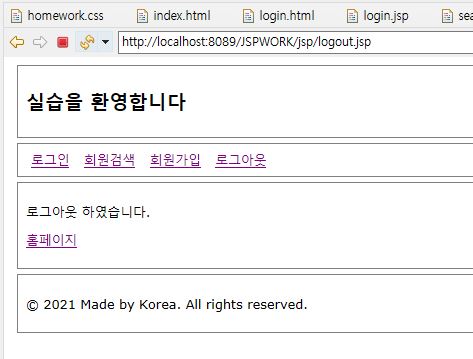 homework.css index.html login.html login.jsp
http://localhost:8089/JSPWORK/jsp/logout.jsp
실습을 환영합니다
로그인 회원검색 회원가입 로그아웃
로그아웃 하였습니다.
홈페이지
© 2021 Made by Korea. All rights reserved.